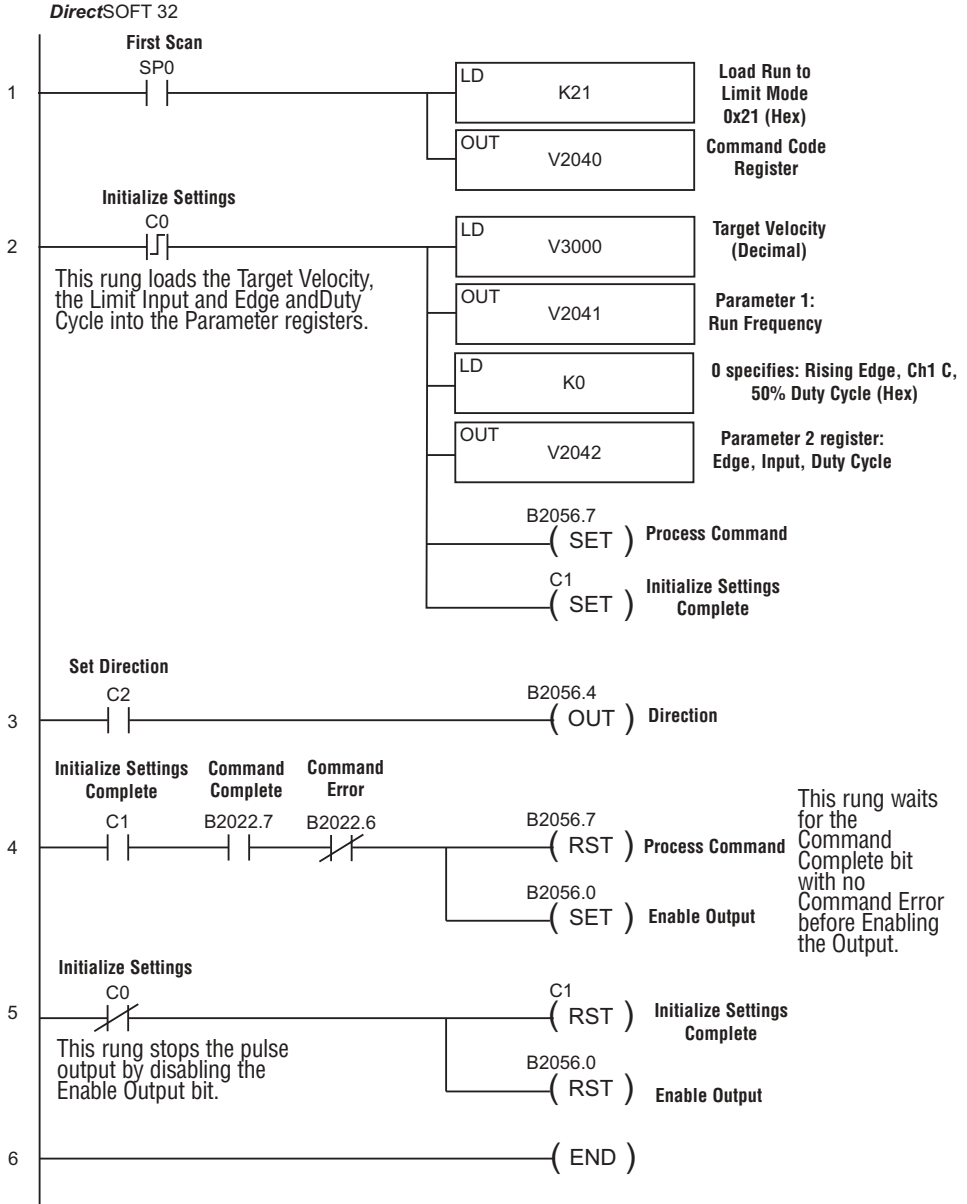 DirectSOFT 32
First Scan
SP0
1
LD
K21
Load Run to
Limit Mode
0x21 (Hex)
OUT
V2040
Command Code
Register
Initialize Settings
C0
2
LD
V3000
Target Velocity
(Decimal)
This rung loads the Target Velocity,
the Limit Input and Edge andDuty
Cycle into the Parameter registers.
OUT
V2041
Parameter 1:
Run Frequency
LD
K0
0 specifies: Rising Edge, Ch1 C,
50% Duty Cycle (Hex)
OUT
V2042
Parameter 2 register:
Edge, Input, Duty Cycle
B2056.7
( SET ) Process Command
C1
( SET )
Initialize Settings
Complete
Set Direction
C2
3
B2056.4
( OUT ) Direction
Initialize Settings
Complete
Command
Complete
Command
Error
C1
B2022.7
B2022.6
4
B2056.7
( RST ) Process Command
B2056.0
( SET ) Enable Output
This rung waits
for the
Command
Complete bit
with no
Command Error
before Enabling
the Output.
Initialize Settings
C0
5
C1
( RST )
Initialize Settings
Complete
This rung stops the pulse
output by disabling the
Enable Output bit.
B2056.0
( RST ) Enable Output
6
( END )